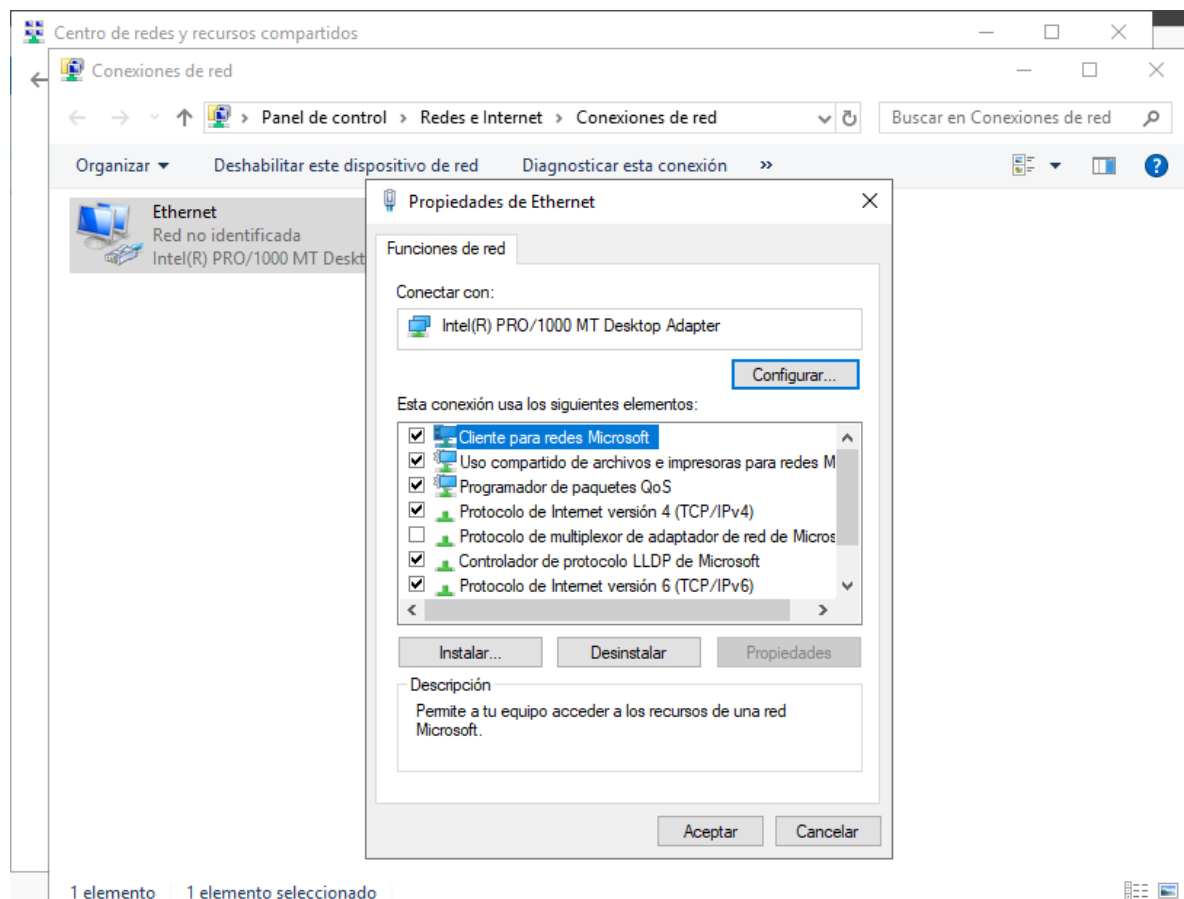 Centro de redes y recursos compartidos
Conexiones de red
Panel de control > Redes e Internet > Conexiones de red
Buscar en Conexiones de red
Organizar
Deshabilitar este dispositivo de red
Diagnosticar esta conexión
»
Ethernet
Red no identificada
Intel(R) PRO/1000 MT Deskt
Propiedades de Ethernet
Funciones de red
Conectar con:
Intel(R) PRO/1000 MT Desktop Adapter
Configurar...
Esta conexión usa los siguientes elementos:
Cliente para redes Microsoft
Uso compartido de archivos e impresoras para redes M
Programador de paquetes QoS
Protocolo de Internet versión 4 (TCP/IPv4)
Protocolo de multiplexor de adaptador de red de Micros
Controlador de protocolo LLDP de Microsoft
Protocolo de Internet versión 6 (TCP/IPv6)
Instalar...
Desinstalar
Propiedades
Descripción
Permite a tu equipo acceder a los recursos de una red
Microsoft.
Aceptar
Cancelar
1 elemento
1 elemento seleccionado